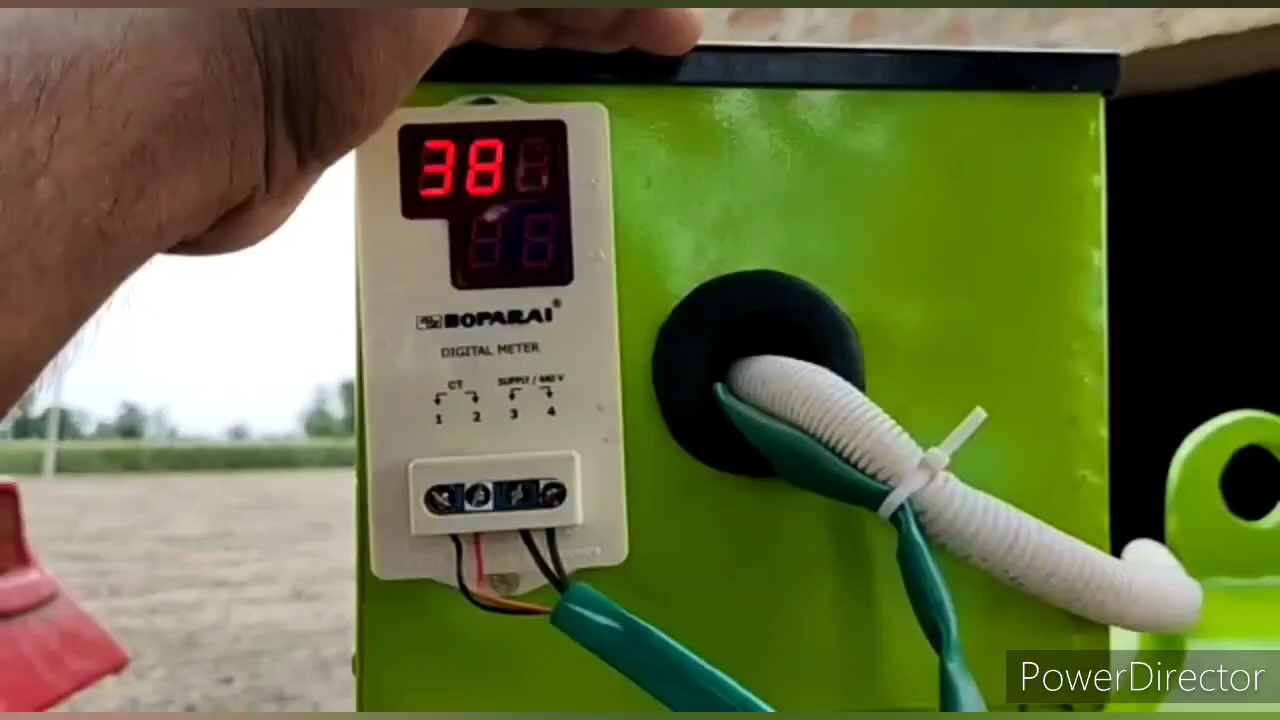 38
BOPARAI®
DIGITAL METER
CT SUPPLY / 440 V
1 2 3 4
PowerDirector